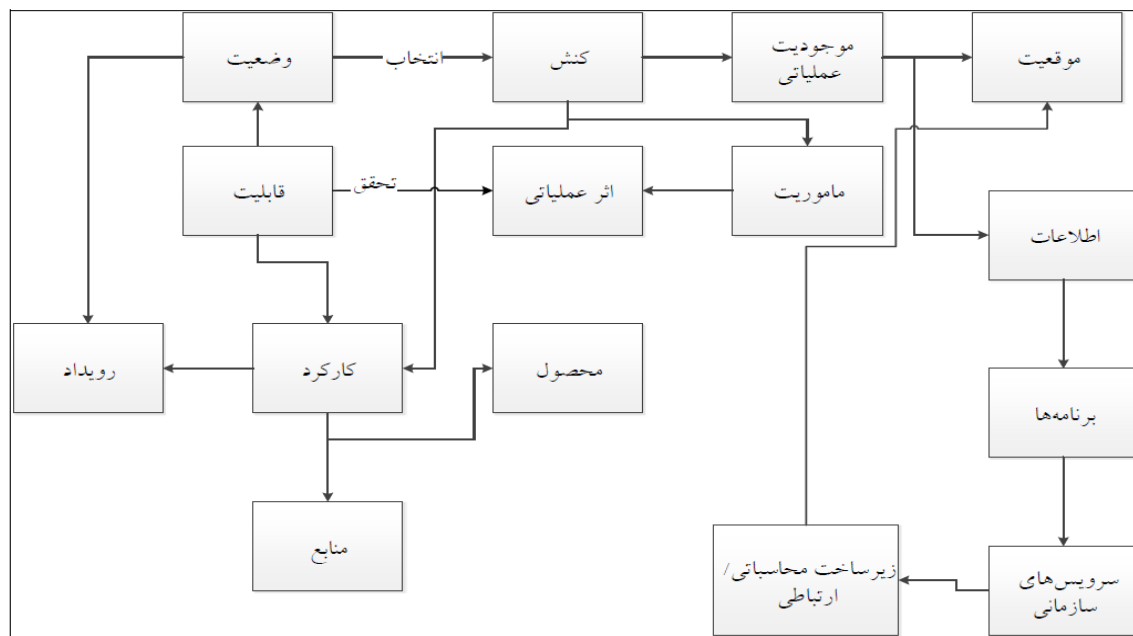 موقعیت
موجودیت
عملیاتی
کنش
انتخاب
وضعیت
ماموریت
اثر عملیاتی
تحقق
قابلیت
اطلاعات
محصول
کارکرد
رویداد
برنامه‌ها
منابع
سرویس‌های
سازمانی
زیرساخت محاسباتی/
ارتباطی